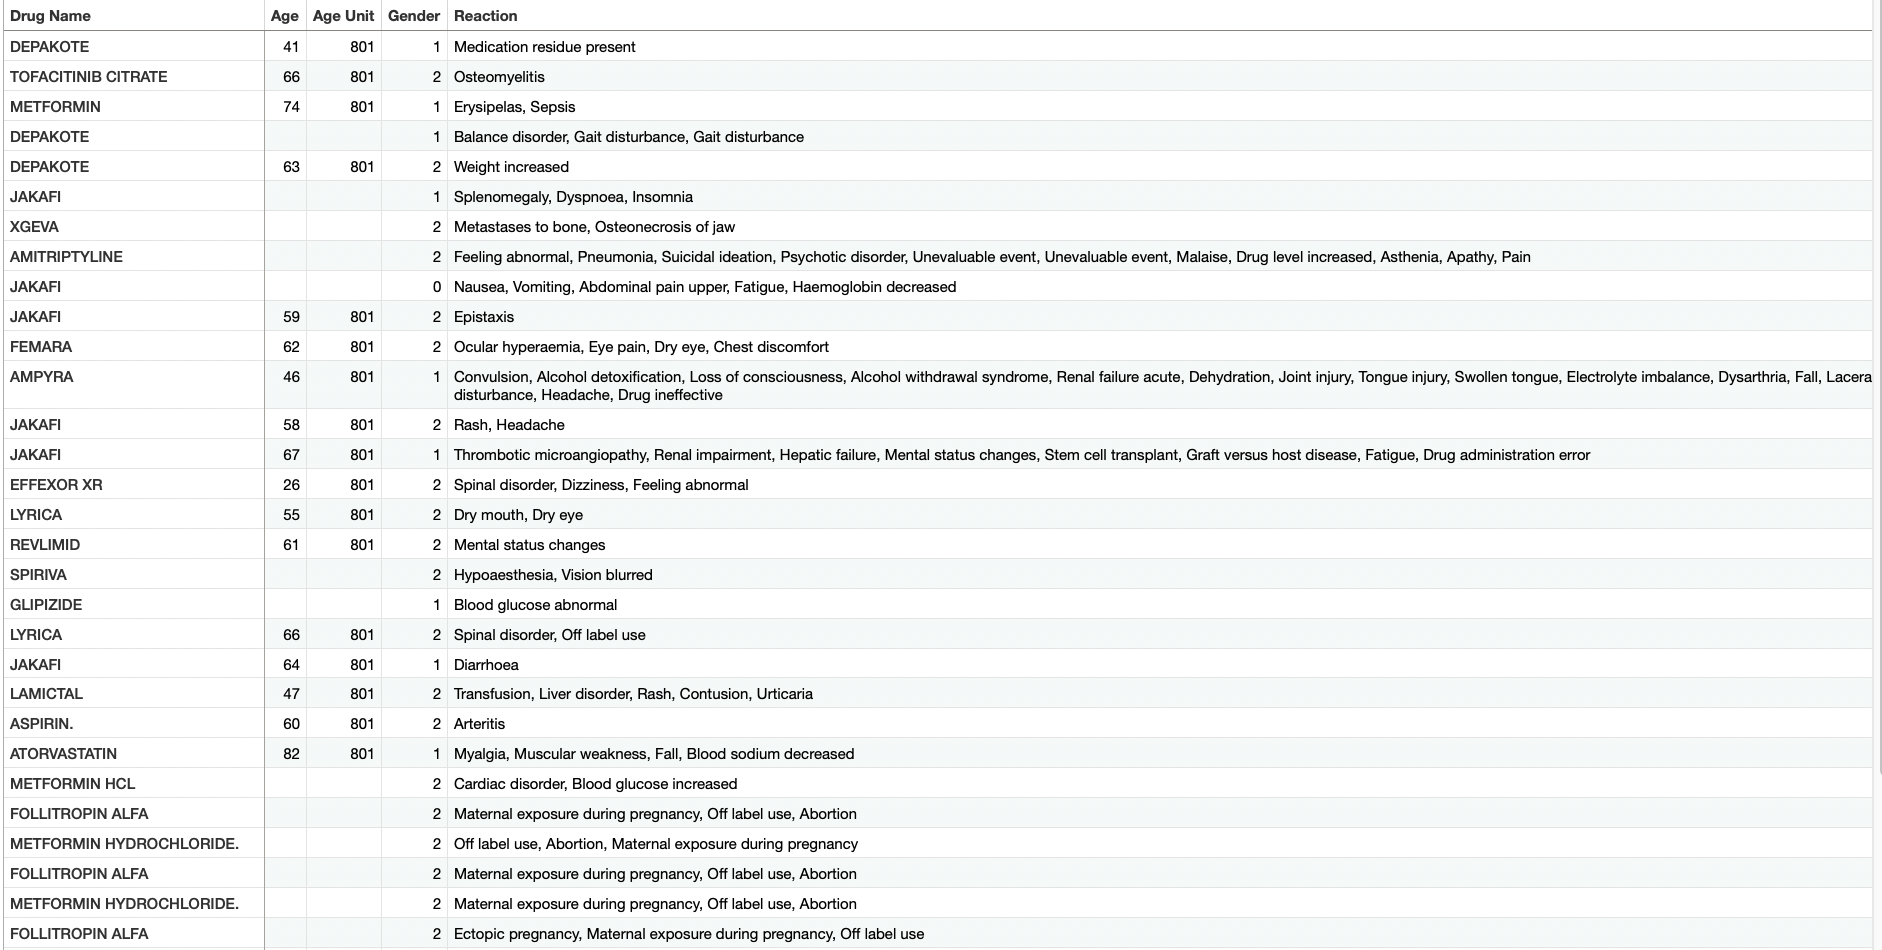 Drug Name Age Age Unit Gender Reaction
DEPAKOTE 41 801 1 Medication residue present
TOFACITINIB CITRATE 66 801 2 Osteomyelitis
METFORMIN 74 801 1 Erysipelas, Sepsis
DEPAKOTE 1 Balance disorder, Gait disturbance, Gait disturbance
DEPAKOTE 63 801 2 Weight increased
JAKAFI 1 Splenomegaly, Dyspnoea, Insomnia
XGEVA 2 Metastases to bone, Osteonecrosis of jaw
AMITRIPTYLINE 2 Feeling abnormal, Pneumonia, Suicidal ideation, Psychotic disorder, Unevaluable event, Unevaluable event, Malaise, Drug level increased, Asthenia, Apathy, Pain
JAKAFI 0 Nausea, Vomiting, Abdominal pain upper, Fatigue, Haemoglobin decreased
JAKAFI 59 801 2 Epistaxis
FEMARA 62 801 2 Ocular hyperaemia, Eye pain, Dry eye, Chest discomfort
AMPYRA 46 801 1 Convulsion, Alcohol detoxification, Loss of consciousness, Alcohol withdrawal syndrome, Renal failure acute, Dehydration, Joint injury, Tongue injury, Swollen tongue, Electrolyte imbalance, Dysarthria, Fall, Lacera
disturbance, Headache, Drug ineffective
JAKAFI 58 801 2 Rash, Headache
JAKAFI 67 801 1 Thrombotic microangiopathy, Renal impairment, Hepatic failure, Mental status changes, Stem cell transplant, Graft versus host disease, Fatigue, Drug administration error
EFFEXOR XR 26 801 2 Spinal disorder, Dizziness, Feeling abnormal
LYRICA 55 801 2 Dry mouth, Dry eye
REVLIMID 61 801 2 Mental status changes
SPIRIVA 2 Hypoaesthesia, Vision blurred
GLIPIZIDE 1 Blood glucose abnormal
LYRICA 66 801 2 Spinal disorder, Off label use
JAKAFI 64 801 1 Diarrhoea
LAMICTAL 47 801 2 Transfusion, Liver disorder, Rash, Contusion, Urticaria
ASPIRIN. 60 801 2 Arteritis
ATORVASTATIN 82 801 1 Myalgia, Muscular weakness, Fall, Blood sodium decreased
METFORMIN HCL 2 Cardiac disorder, Blood glucose increased
FOLLITROPIN ALFA 2 Maternal exposure during pregnancy, Off label use, Abortion
METFORMIN HYDROCHLORIDE. 2 Off label use, Abortion, Maternal exposure during pregnancy
FOLLITROPIN ALFA 2 Maternal exposure during pregnancy, Off label use, Abortion
METFORMIN HYDROCHLORIDE. 2 Maternal exposure during pregnancy, Off label use, Abortion
FOLLITROPIN ALFA 2 Ectopic pregnancy, Maternal exposure during pregnancy, Off label use